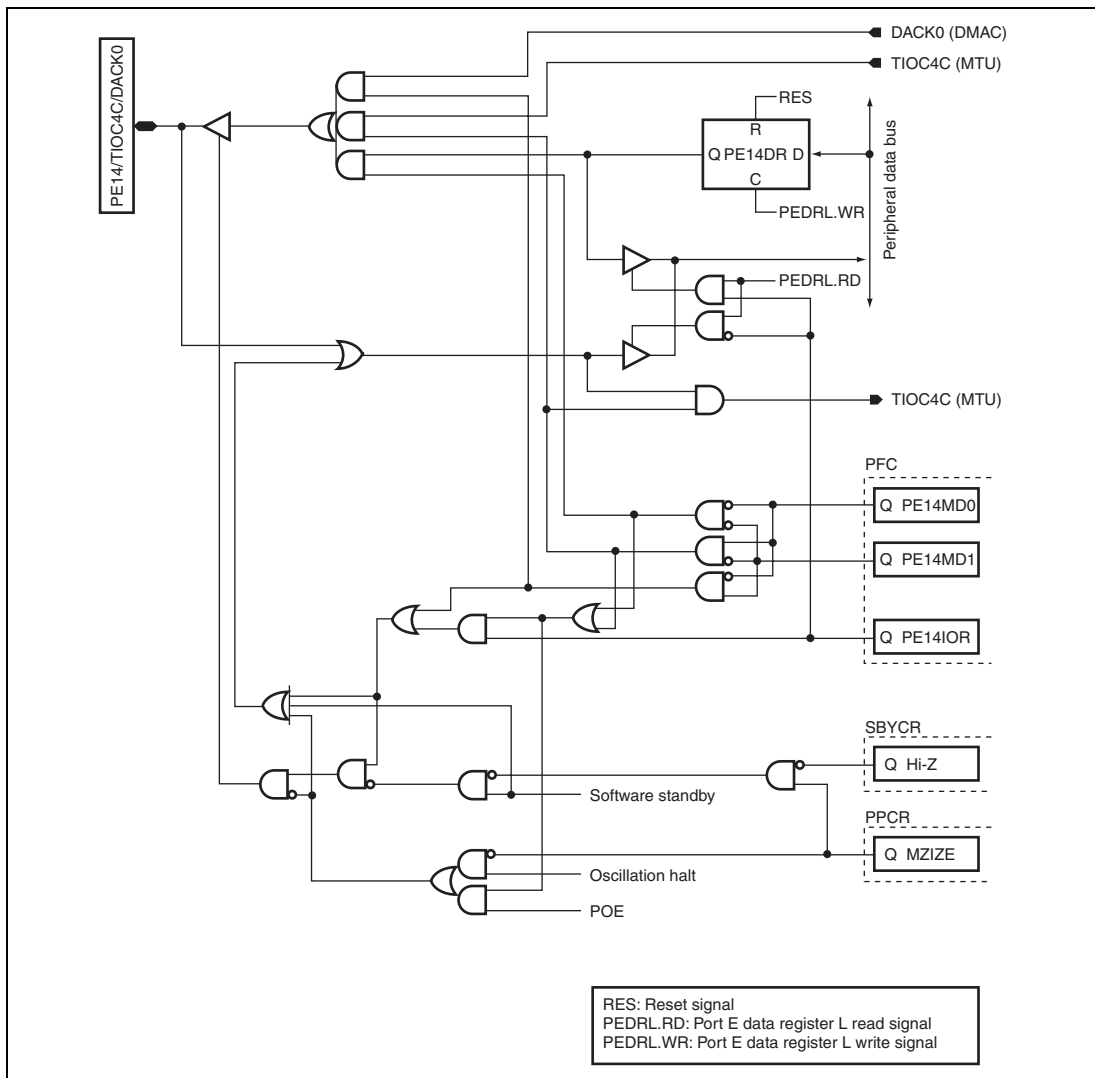 PE14/TIOC4C/DACK0
DACK0 (DMAC)
TIOC4C (MTU)
RES
R
Q PE14DR D
C
PEDRL.WR
Peripheral data bus
PEDRL.RD
TIOC4C (MTU)
PFC
Q PE14MD0
Q PE14MD1
Q PE14IOR
SBYCR
Q Hi-Z
Software standby
PPCR
Q MZIZE
Oscillation halt
POE
RES: Reset signal
PEDRL.RD: Port E data register L read signal
PEDRL.WR: Port E data register L write signal